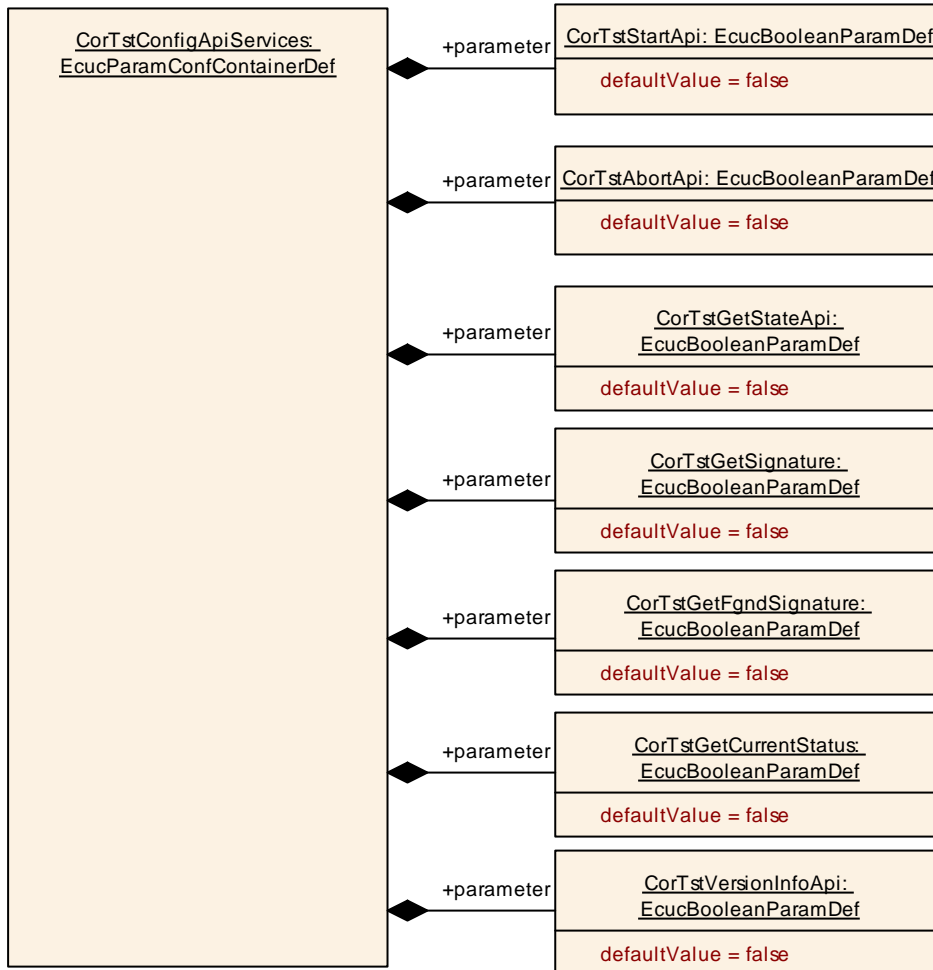 CorTstConfigApiServices:
EcucParamConfContainerDef
+parameter
CorTstStartApi: EcucBooleanParamDef
defaultValue = false
+parameter
CorTstAbortApi: EcucBooleanParamDef
defaultValue = false
+parameter
CorTstGetStateApi:
EcucBooleanParamDef
defaultValue = false
+parameter
CorTstGetSignature:
EcucBooleanParamDef
defaultValue = false
+parameter
CorTstGetFgndSignature:
EcucBooleanParamDef
defaultValue = false
+parameter
CorTstGetCurrentStatus:
EcucBooleanParamDef
defaultValue = false
+parameter
CorTstVersionInfoApi:
EcucBooleanParamDef
defaultValue = false